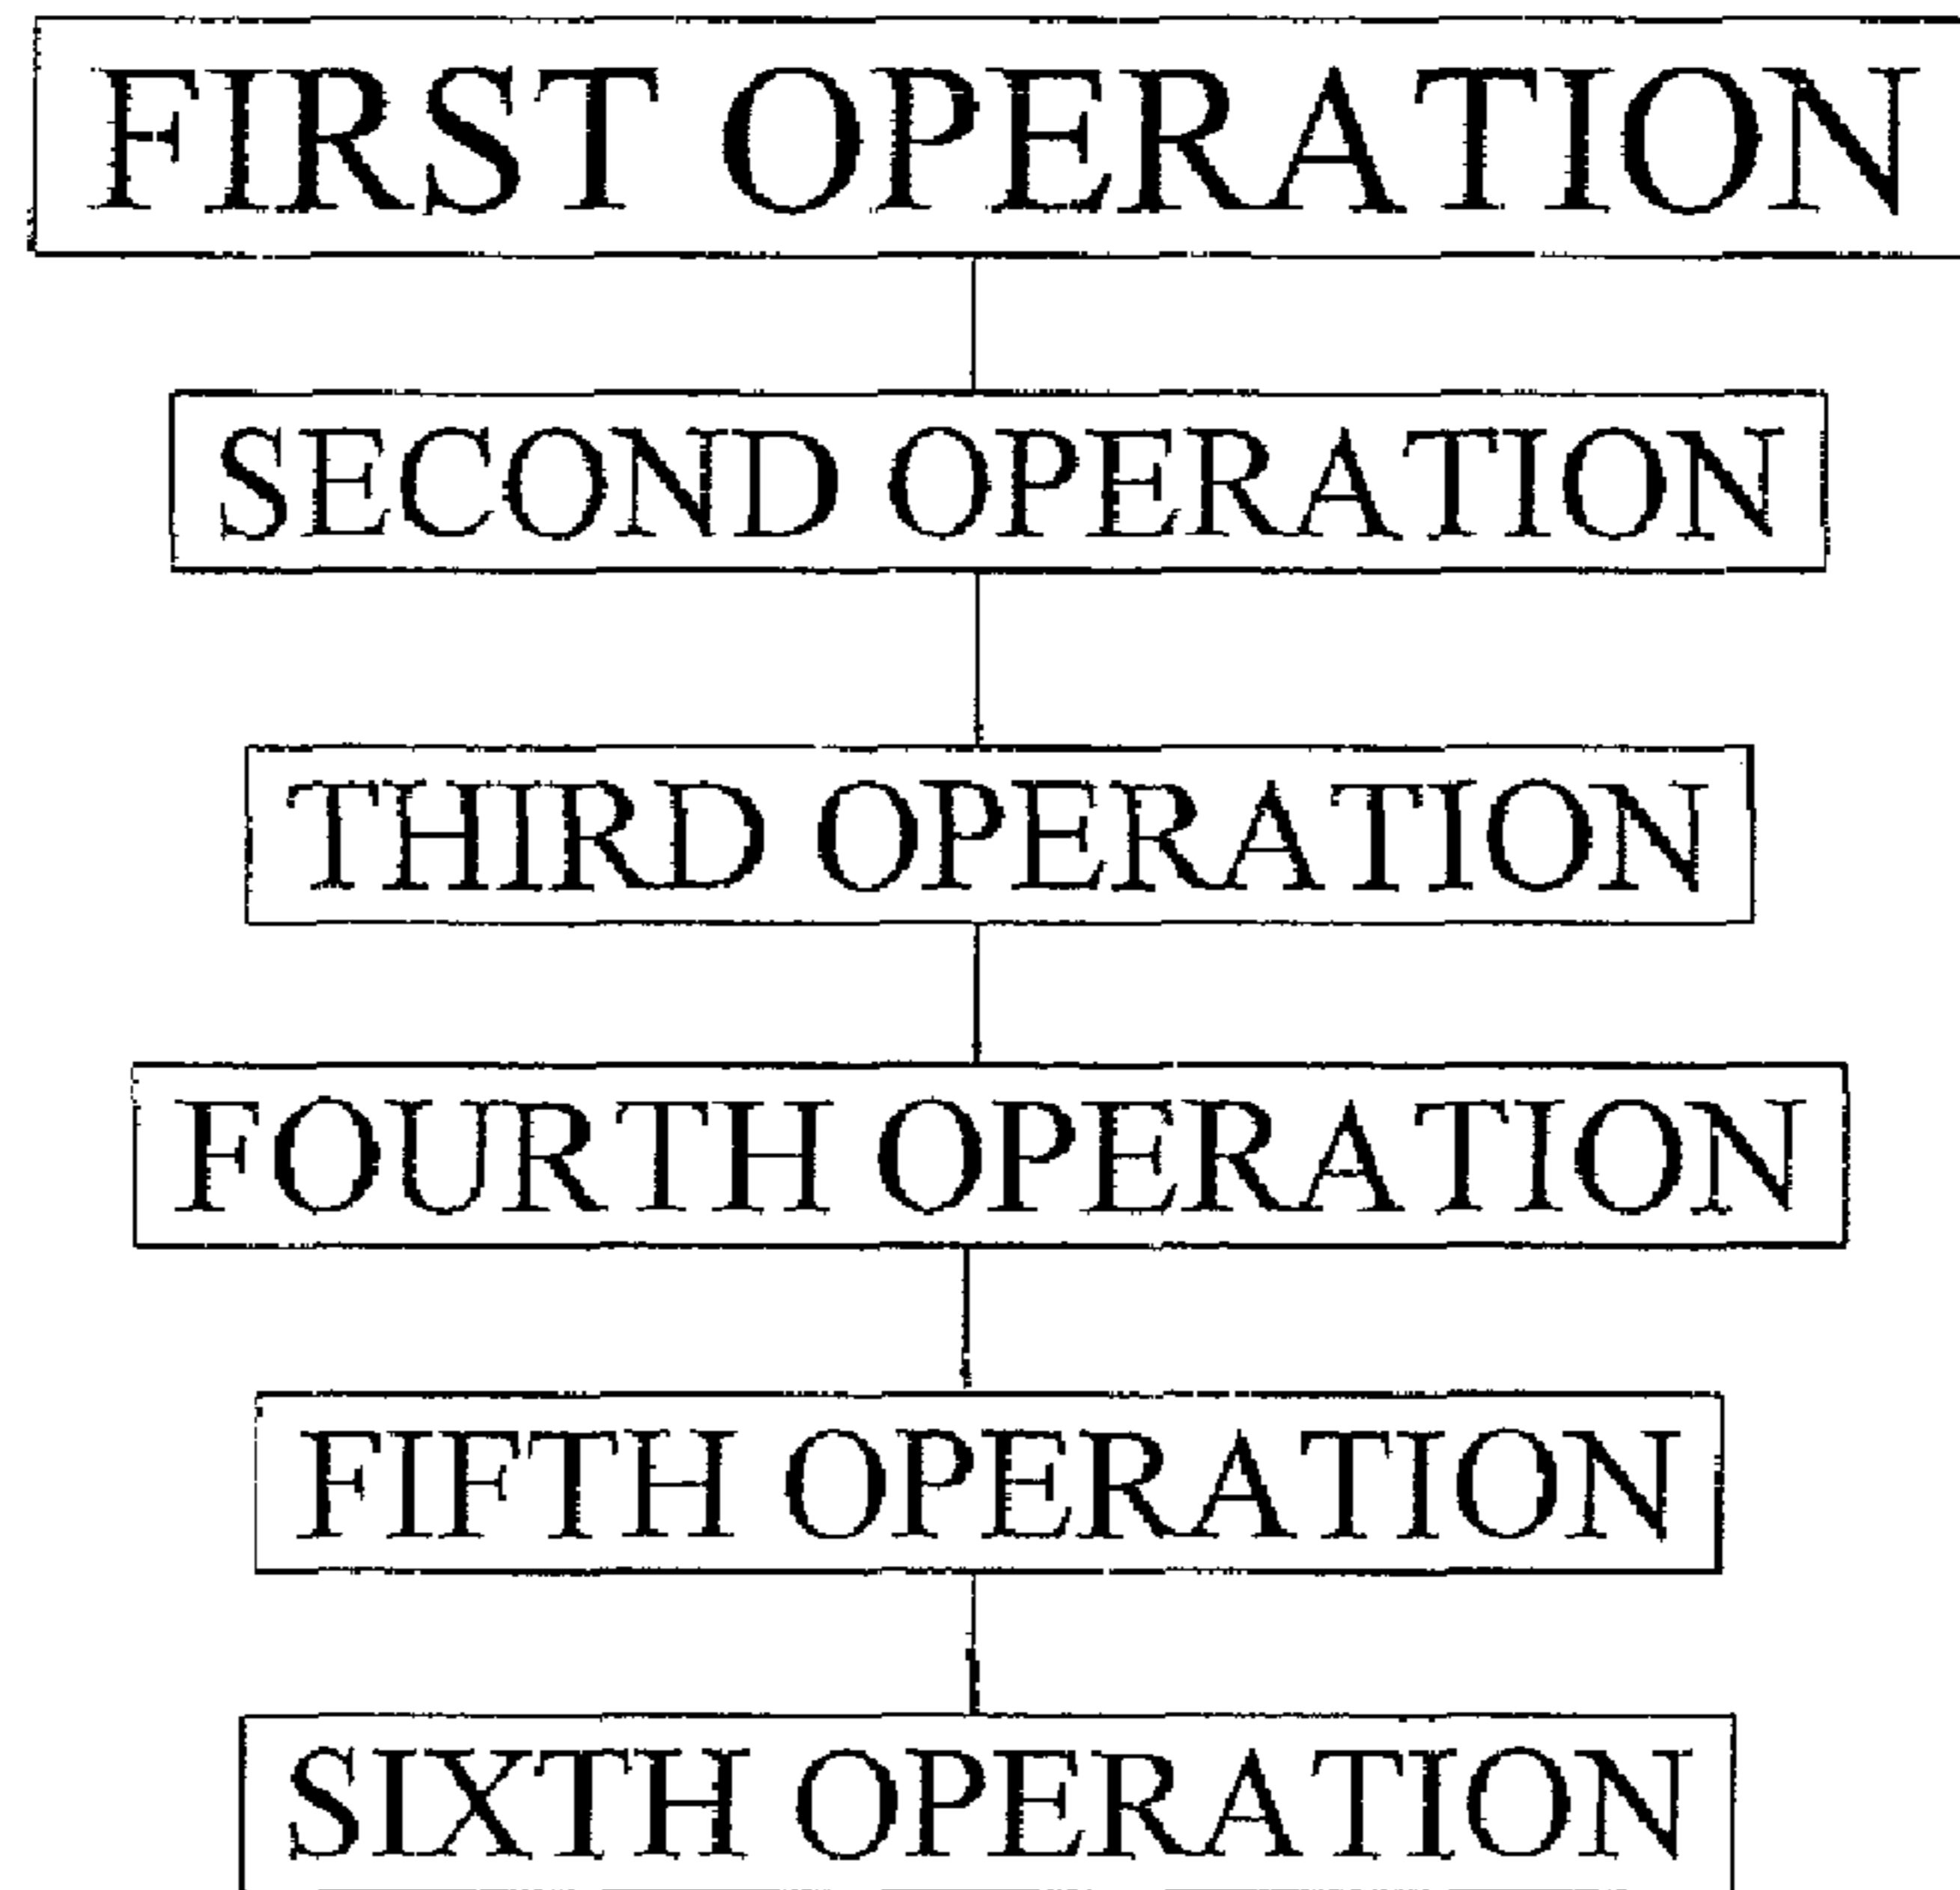 FIRST OPERATION
SECOND OPERATION
THIRD OPERATION
FOURTH OPERATION
FIFTH OPERATION
SIXTH OPERATION